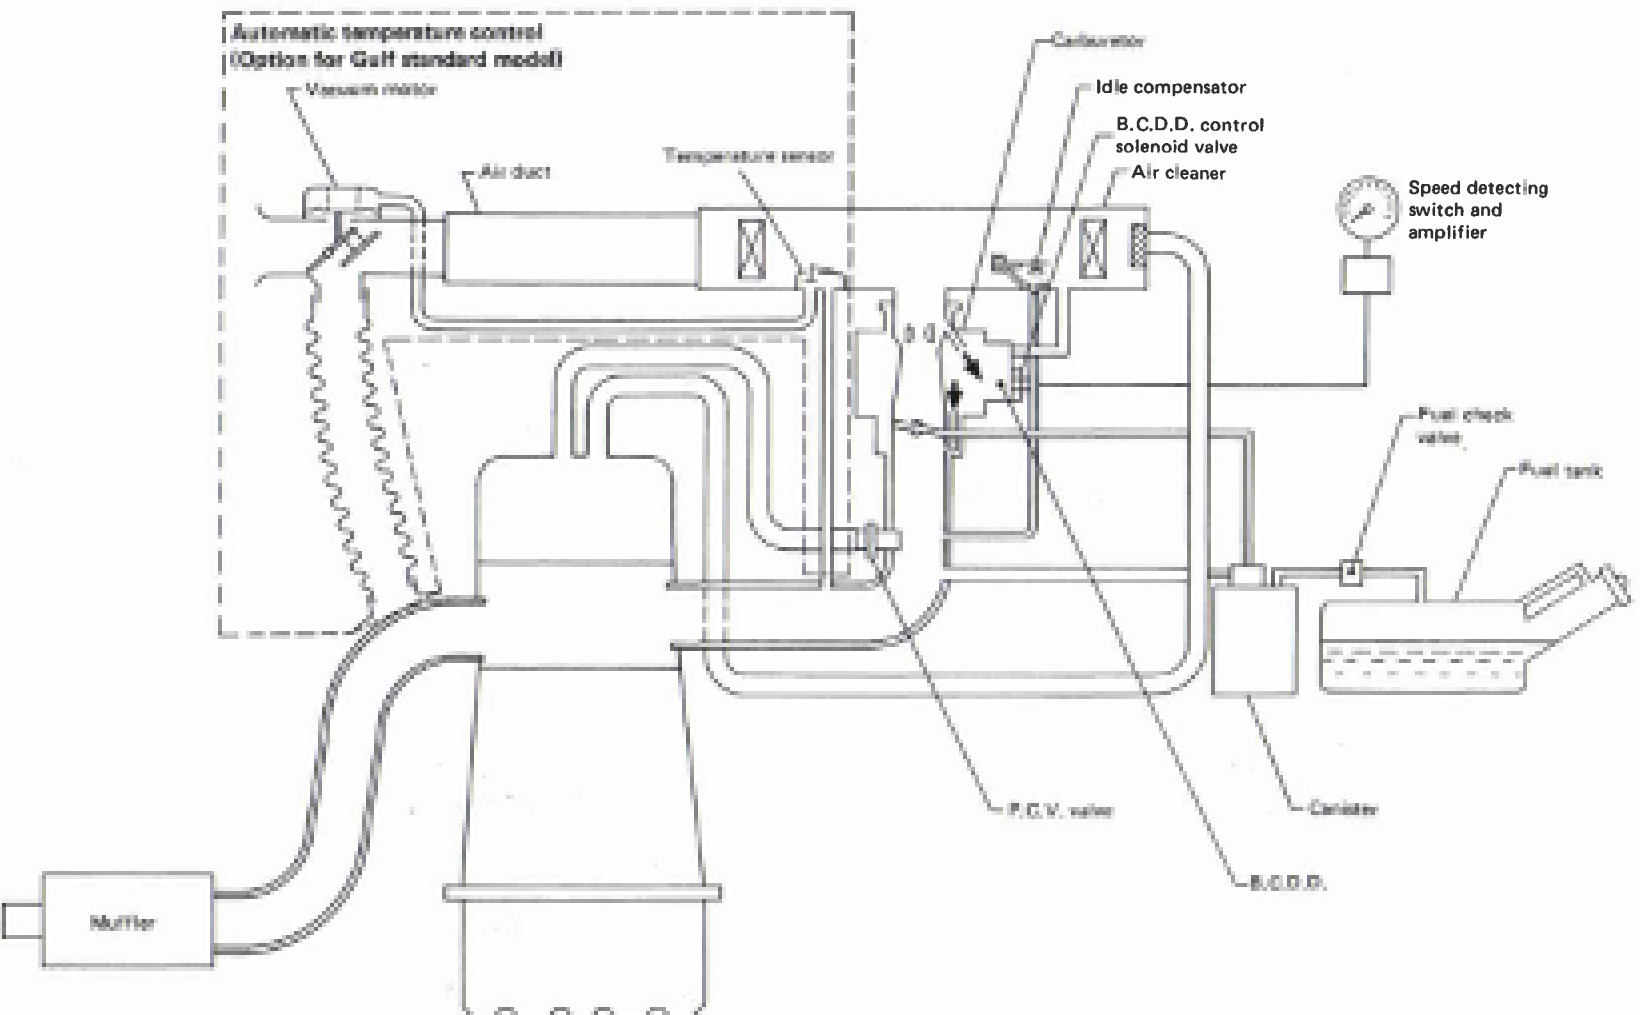 Automatic temperature control
(Option for Gulf standard model)
Vacuum motor
Air duct
Temperature sensor
Carburetor
Idle compensator
B.C.D.D. control
solenoid valve
Air cleaner
Speed detecting
switch and
amplifier
Fuel check
valve
Fuel tank
P.C.V. valve
Canister
B.C.D.D.
Muffler